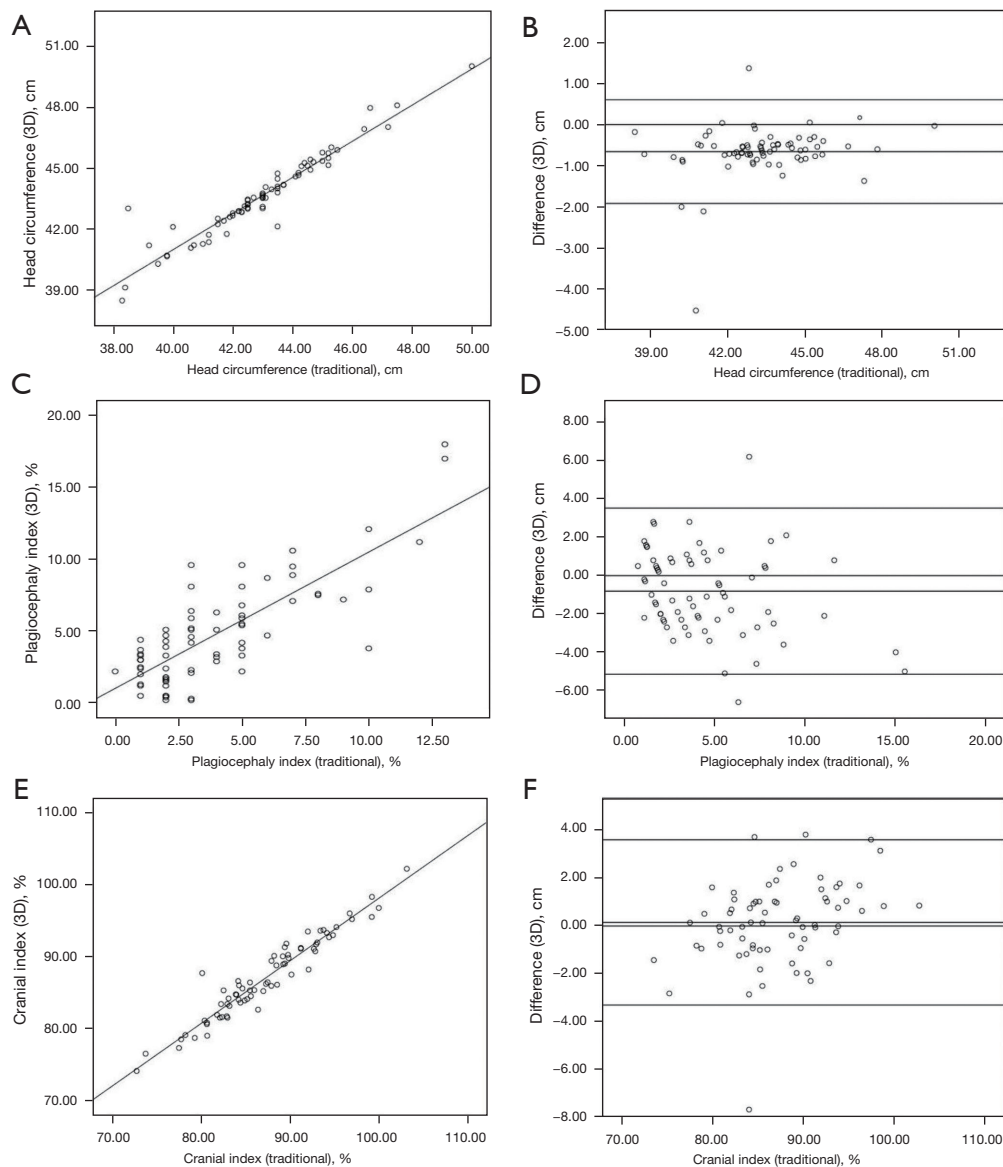 A
51.00
48.00
45.00
42.00
39.00
Head circumference (3D), cm
38.00 40.00 42.00 44.00 46.00 48.00 50.00
Head circumference (traditional), cm
B
2.00
1.00
0.00
−1.00
−2.00
−3.00
−4.00
−5.00
Difference (3D), cm
39.00 42.00 45.00 48.00 51.00
Head circumference (traditional), cm
C
20.00
15.00
10.00
5.00
0.00
Plagiocephaly index (3D), %
0.00 2.50 5.00 7.50 10.00 12.50
Plagiocephaly index (traditional), %
D
8.00
6.00
4.00
2.00
0.00
−2.00
−4.00
−6.00
Difference (3D), cm
0.00 5.00 10.00 15.00 20.00
Plagiocephaly index (traditional), %
E
110.00
100.00
90.00
80.00
70.00
Cranial index (3D), %
70.00 80.00 90.00 100.00 110.00
Cranial index (traditional), %
F
4.00
2.00
0.00
−2.00
−4.00
−6.00
−8.00
Difference (3D), cm
70.00 80.00 90.00 100.00 110.00
Cranial index (traditional), %